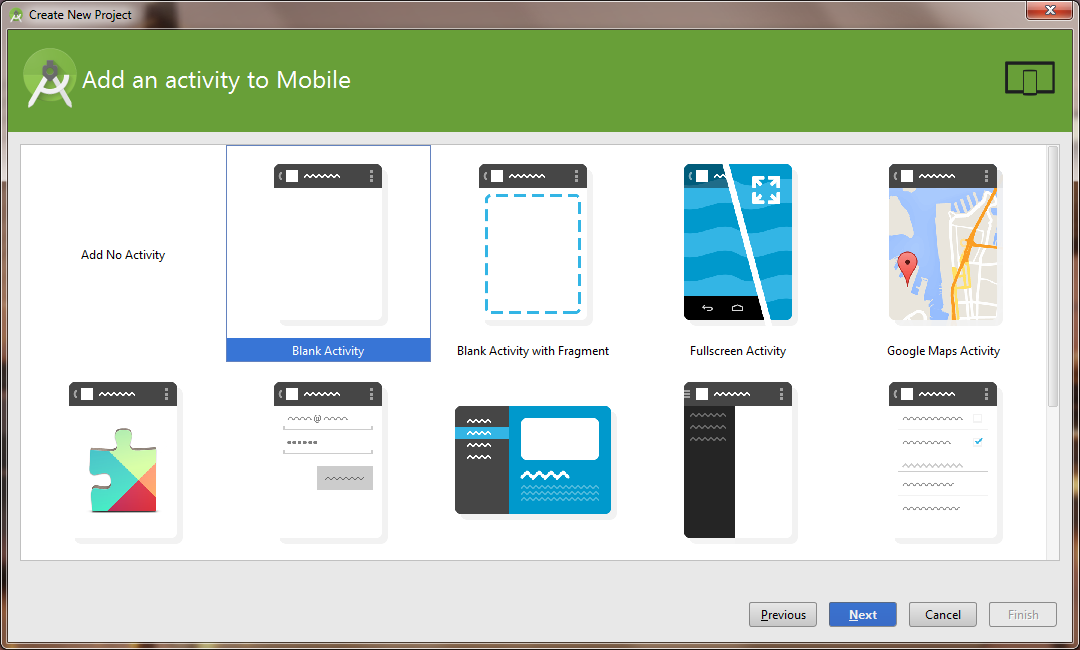 Create New Project
Add an activity to Mobile
Add No Activity
Blank Activity
Blank Activity with Fragment
Fullscreen Activity
Google Maps Activity
Previous
Next
Cancel
Finish